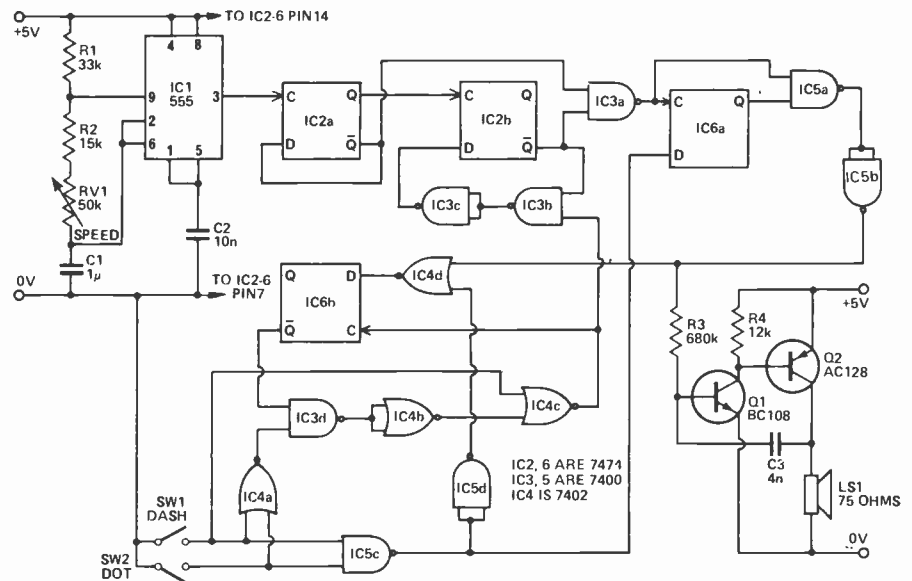 +5V
TO IC2-6 PIN14
R1
33k
R2
15k
RV1
50k
SPEED
C1
1μ
0V
4
8
9
2
6
1
5
3
IC1
555
C2
10n
TO IC2-6
PIN7
C
Q
IC2a
D
Q
C
Q
IC2b
D
Q
IC3a
IC3c
IC3b
C
Q
IC6a
D
IC5a
IC5b
Q
D
IC6b
Q
C
IC4d
IC3d
IC4b
IC4c
IC4a
IC5d
IC5c
SW1
DASH
SW2
DOT
IC2, 6 ARE 7471
IC3, 5 ARE 7400
IC4 IS 7402
R3
680k
R4
12k
+5V
Q2
AC128
Q1
BC108
C3
4n
LS1
75 OHMS
0V